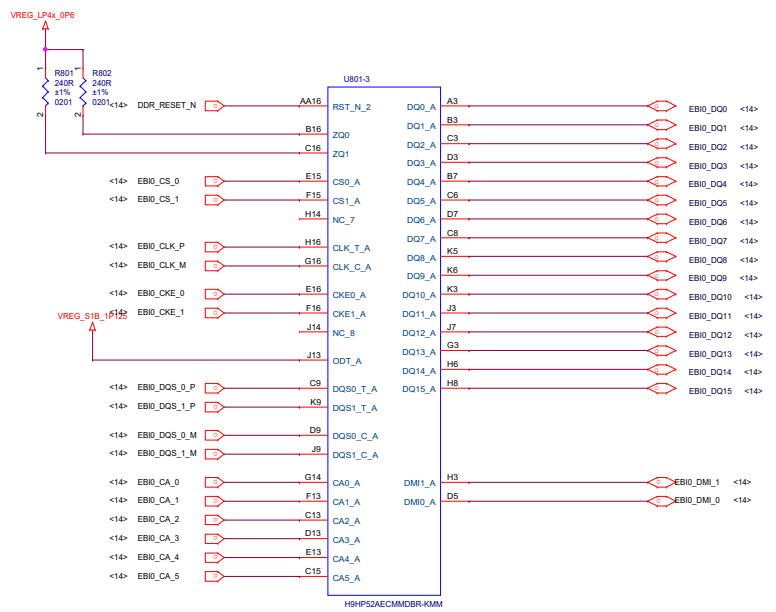 VREG_LP4x_0P6
1 1
R801 R802
240R 240R
±1% ±1%
0201 0201
2 2
U801-3
<14> DDR_RESET_N AA16 RST_N_2 DQ0_A A3 EBI0_DQ0 <14>
DQ1_A B3 EBI0_DQ1 <14>
B16 ZQ0 DQ2_A C3 EBI0_DQ2 <14>
C16 ZQ1 DQ3_A D3 EBI0_DQ3 <14>
<14> EBI0_CS_0 E15 CS0_A DQ4_A B7 EBI0_DQ4 <14>
<14> EBI0_CS_1 F15 CS1_A DQ5_A C6 EBI0_DQ5 <14>
H14 NC_7 DQ6_A D7 EBI0_DQ6 <14>
DQ7_A C8 EBI0_DQ7 <14>
<14> EBI0_CLK_P H16 CLK_T_A DQ8_A K5 EBI0_DQ8 <14>
<14> EBI0_CLK_M G16 CLK_C_A DQ9_A K6 EBI0_DQ9 <14>
<14> EBI0_CKE_0 E16 CKE0_A DQ10_A K3 EBI0_DQ10 <14>
<14> EBI0_CKE_1 F16 CKE1_A DQ11_A J3 EBI0_DQ11 <14>
VREG_S1B_1P125
J14 NC_8 DQ12_A J7 EBI0_DQ12 <14>
DQ13_A G3 EBI0_DQ13 <14>
J13 ODT_A DQ14_A H6 EBI0_DQ14 <14>
<14> EBI0_DQS_0_P C9 DQS0_T_A DQ15_A H8 EBI0_DQ15 <14>
<14> EBI0_DQS_1_P K9 DQS1_T_A
<14> EBI0_DQS_0_M D9 DQS0_C_A
<14> EBI0_DQS_1_M J9 DQS1_C_A
<14> EBI0_CA_0 G14 CA0_A DMI1_A H3 EBI0_DMI_1 <14>
<14> EBI0_CA_1 F13 CA1_A DMI0_A D5 EBI0_DMI_0 <14>
<14> EBI0_CA_2 C13 CA2_A
<14> EBI0_CA_3 D13 CA3_A
<14> EBI0_CA_4 E13 CA4_A
<14> EBI0_CA_5 C15 CA5_A
H9HP52AECMMDBR-KMM